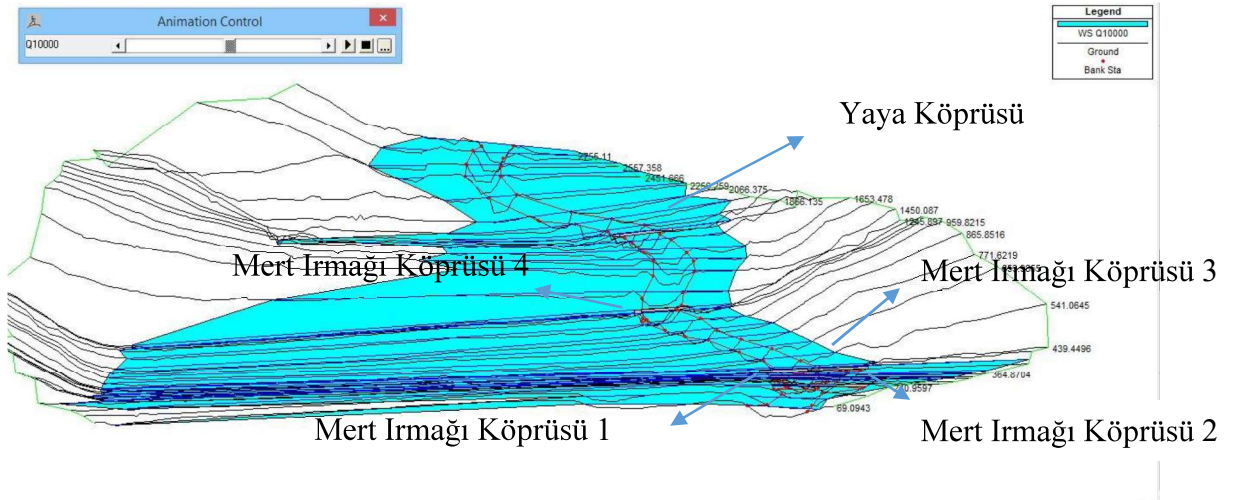 Animation Control
Q10000
Legend
WS Q10000
Ground
Bank Sta
Yaya Köprüsü
2557.358
2066.375
1866.135
1653.478
1450.087
959.8215
865.8516
771.6219
Mert Irmağı Köprüsü 4
Mert Irmağı Köprüsü 3
541.0645
439.4496
364.8704
69.0943
Mert Irmağı Köprüsü 1
Mert Irmağı Köprüsü 2